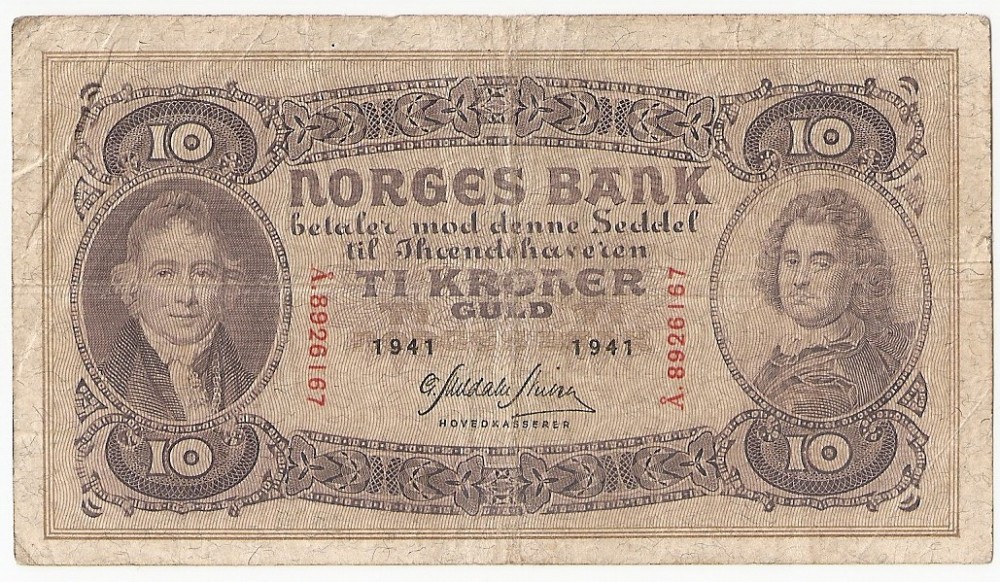 10 10
NORGES BANK
betaler mod denne Seddel
til Ihændehaveren
TI KRONER
GULD
1941 1941
Å.8926167 Å.8926167
HOVEDKASSERER
10 10